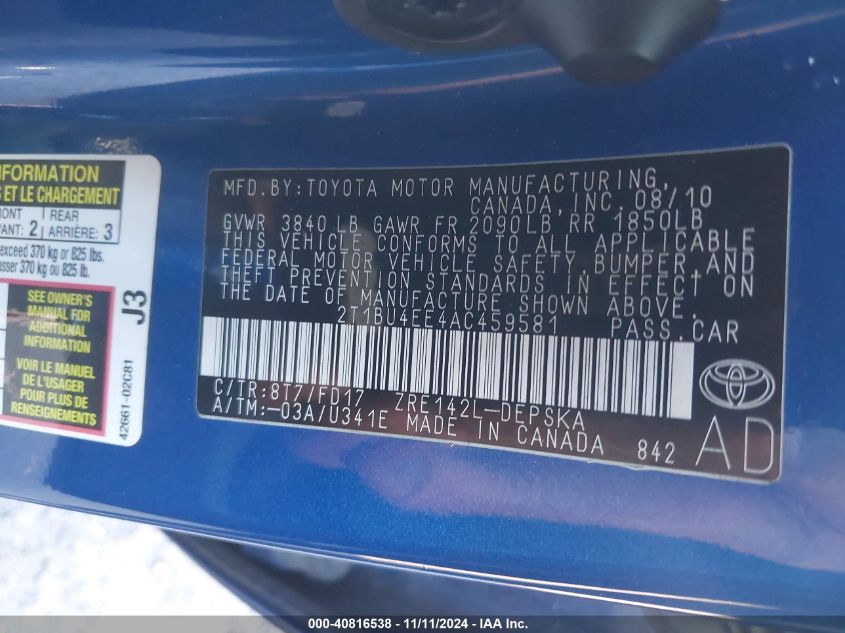 INFORMATION
S ET LE CHARGEMENT
ONT REAR
VANT: 2 ARRIÈRE: 3
exceed 370 kg or 825 lbs.
asser 370 kg ou 825 lb.
SEE OWNER'S
MANUAL FOR
ADDITIONAL
INFORMATION
VOIR LE MANUEL
DE L'USAGER
POUR PLUS
DE RENSEIGNEMENTS
J3
42661-02C81
MFD. BY: TOYOTA MOTOR MANUFACTURING,
CANADA, INC. 08/10
GVWR 3840 LB GAWR FR 2090LB RR 1850LB
THIS VEHICLE CONFORMS TO ALL APPLICABLE
FEDERAL MOTOR VEHICLE SAFETY, BUMPER, AND
THEFT PREVENTION STANDARDS IN EFFECT ON
THE DATE OF MANUFACTURE SHOWN ABOVE.
2T1BU4EE4AC459581 PASS. CAR
C/TR: 8T7/FD17 ZRE142L-DEPSKA
A/TM: -03A/U341E MADE IN CANADA 842
AD
TOYOTA
000-40816538 - 11/11/2024 - IAAI - IAA Inc.